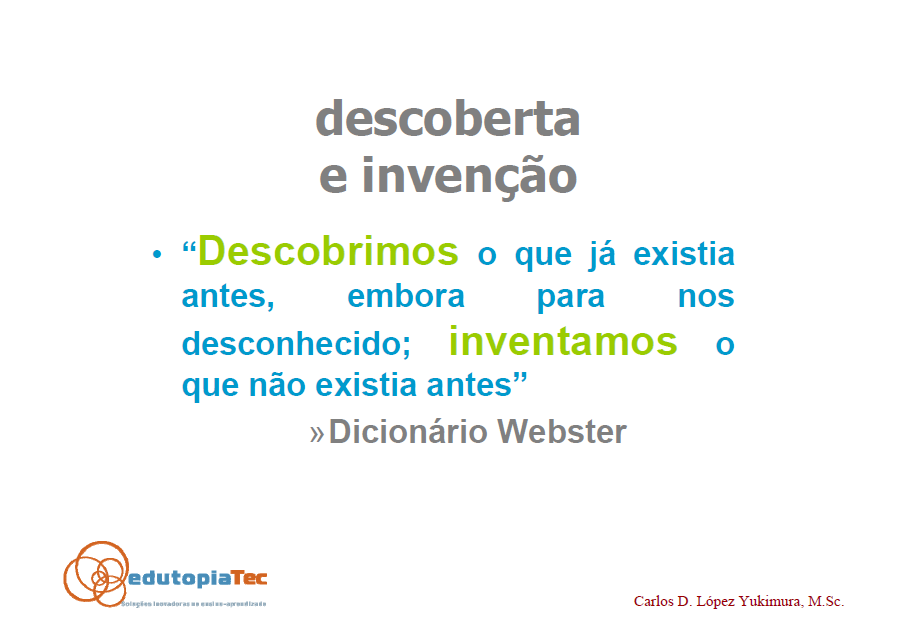 descoberta
e invenção
• “Descobrimos o que já existia
antes, embora para nos
desconhecido; inventamos o
que não existia antes”
»Dicionário Webster
edutopiaTec
Soluções inovadoras no ensino-aprendizado
Carlos D. López Yukimura, M.Sc.